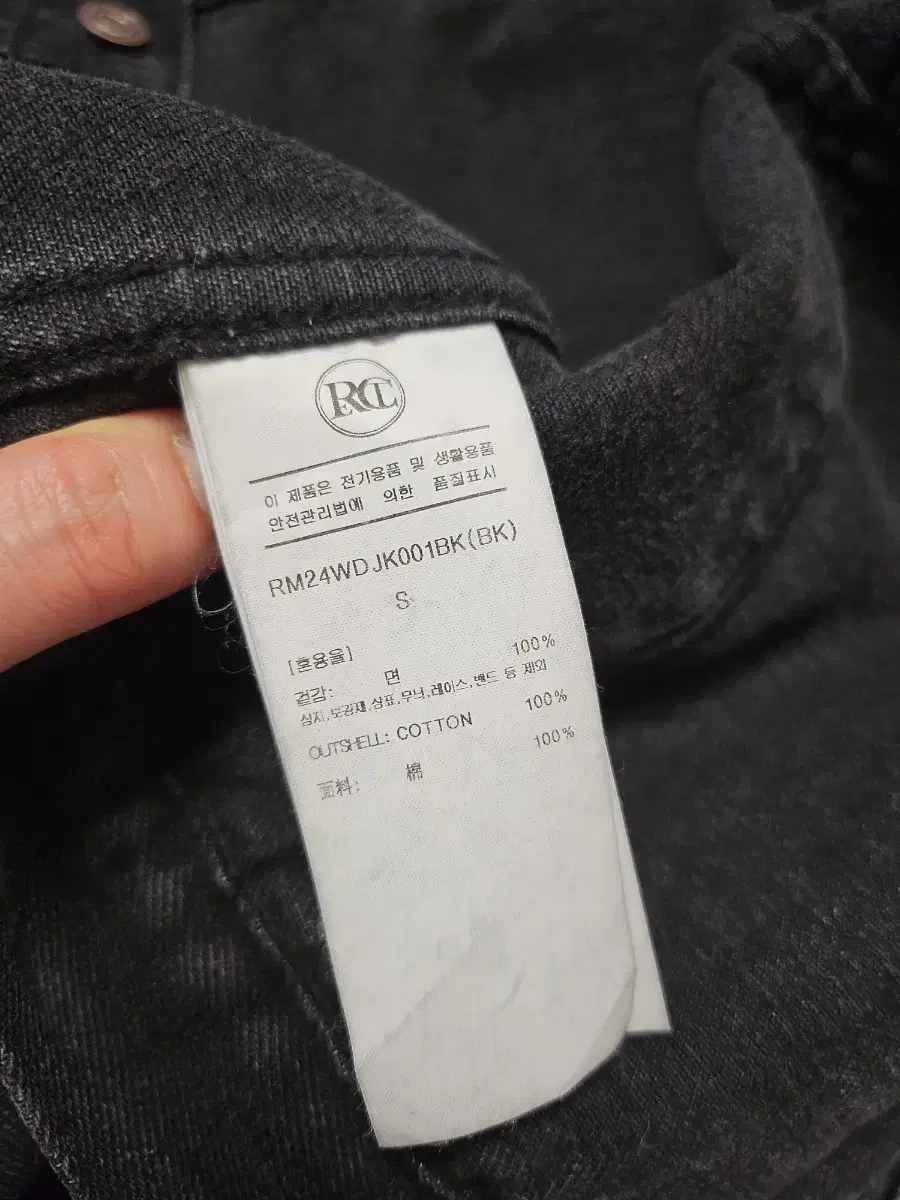 RCT
이 제품은 전기용품 및 생활용품
안전관리법에 의한 품질표시
RM24WDJK001BK(BK)
S
[혼용율]
겉감: 면 100%
심지,보강재,상표,무늬,레이스,밴드 등 제외
OUTSHELL: COTTON 100%
面料: 棉 100%